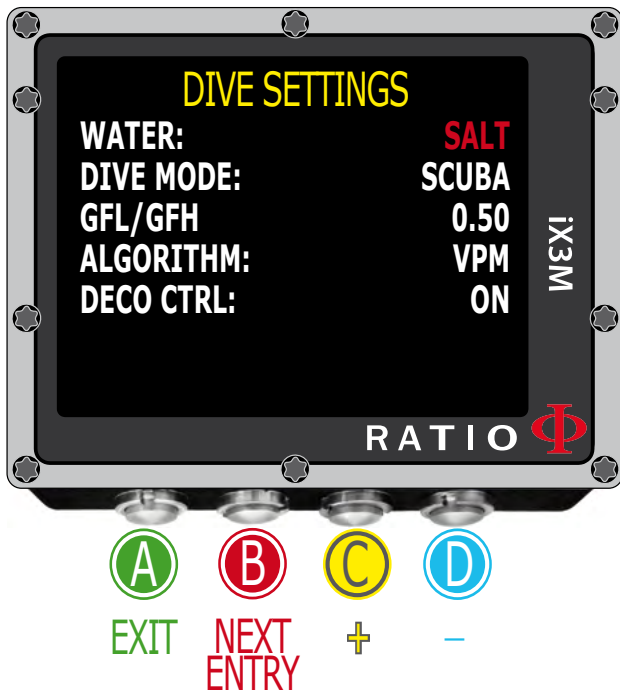 DIVE SETTINGS
WATER: SALT
DIVE MODE: SCUBA
GFL/GFH 0.50
ALGORITHM: VPM
DECO CTRL: ON
iX3M
RATIO Φ
A B C D
EXIT NEXT ENTRY + −